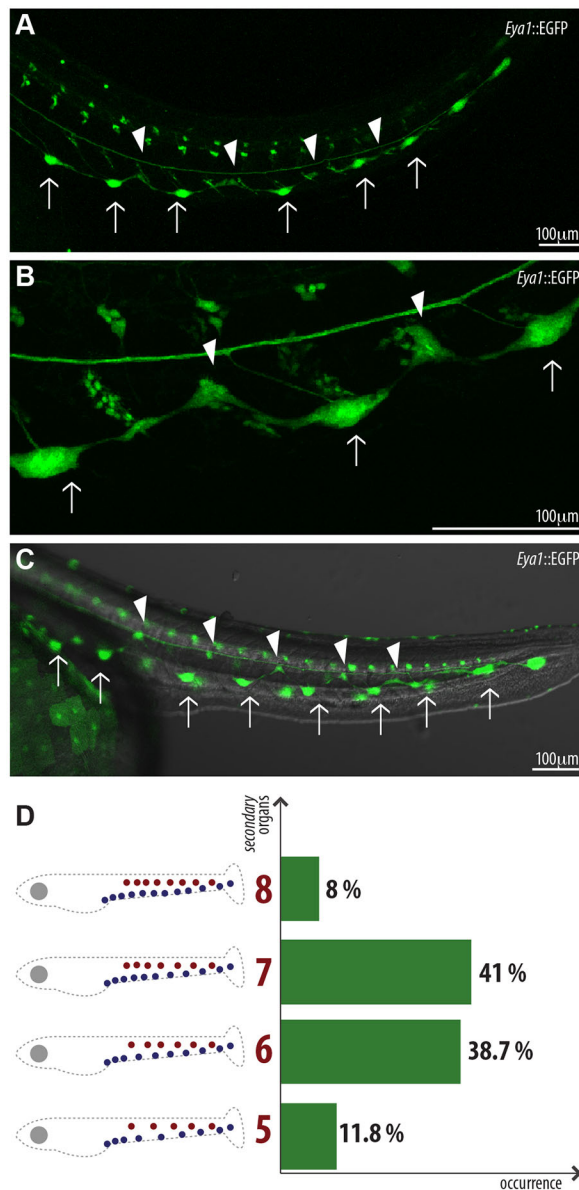 A
Eya1::EGFP
100μm
B
Eya1::EGFP
100μm
C
Eya1::EGFP
100μm
D
secondary
organs
8
8 %
7
41 %
6
38.7 %
5
11.8 %
occurrence